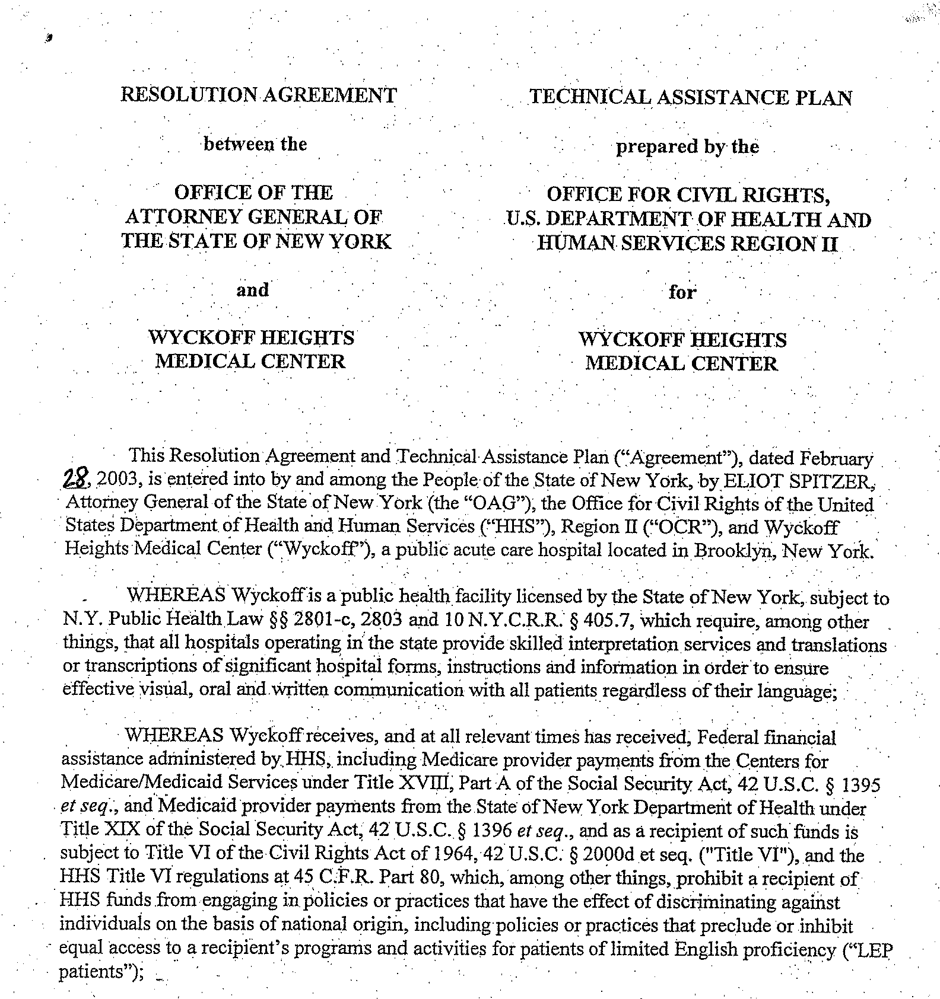 RESOLUTION AGREEMENT
between the
OFFICE OF THE
ATTORNEY GENERAL OF
THE STATE OF NEW YORK
and
WYCKOFF HEIGHTS
MEDICAL CENTER
TECHNICAL ASSISTANCE PLAN
prepared by the
OFFICE FOR CIVIL RIGHTS,
U.S. DEPARTMENT OF HEALTH AND
HUMAN SERVICES REGION II
for
WYCKOFF HEIGHTS
MEDICAL CENTER
This Resolution Agreement and Technical Assistance Plan (“Agreement”), dated February
28, 2003, is entered into by and among the People of the State of New York, by ELIOT SPITZER,
Attorney General of the State of New York (the “OAG”), the Office for Civil Rights of the United
States Department of Health and Human Services (“HHS”), Region II (“OCR”), and Wyckoff
Heights Medical Center (“Wyckoff”), a public acute care hospital located in Brooklyn, New York.
WHEREAS Wyckoff is a public health facility licensed by the State of New York, subject to
N.Y. Public Health Law §§ 2801-c, 2803 and 10 N.Y.C.R.R. § 405.7, which require, among other
things, that all hospitals operating in the state provide skilled interpretation services and translations
or transcriptions of significant hospital forms, instructions and information in order to ensure
effective visual, oral and written communication with all patients regardless of their language;
WHEREAS Wyckoff receives, and at all relevant times has received, Federal financial
assistance administered by HHS, including Medicare provider payments from the Centers for
Medicare/Medicaid Services under Title XVIII, Part A of the Social Security Act, 42 U.S.C. § 1395
et seq., and Medicaid provider payments from the State of New York Department of Health under
Title XIX of the Social Security Act, 42 U.S.C. § 1396 et seq., and as a recipient of such funds is
subject to Title VI of the Civil Rights Act of 1964, 42 U.S.C. § 2000d et seq. ("Title VI"), and the
HHS Title VI regulations at 45 C.F.R. Part 80, which, among other things, prohibit a recipient of
HHS funds from engaging in policies or practices that have the effect of discriminating against
individuals on the basis of national origin, including policies or practices that preclude or inhibit
equal access to a recipient’s programs and activities for patients of limited English proficiency (“LEP
patients”);